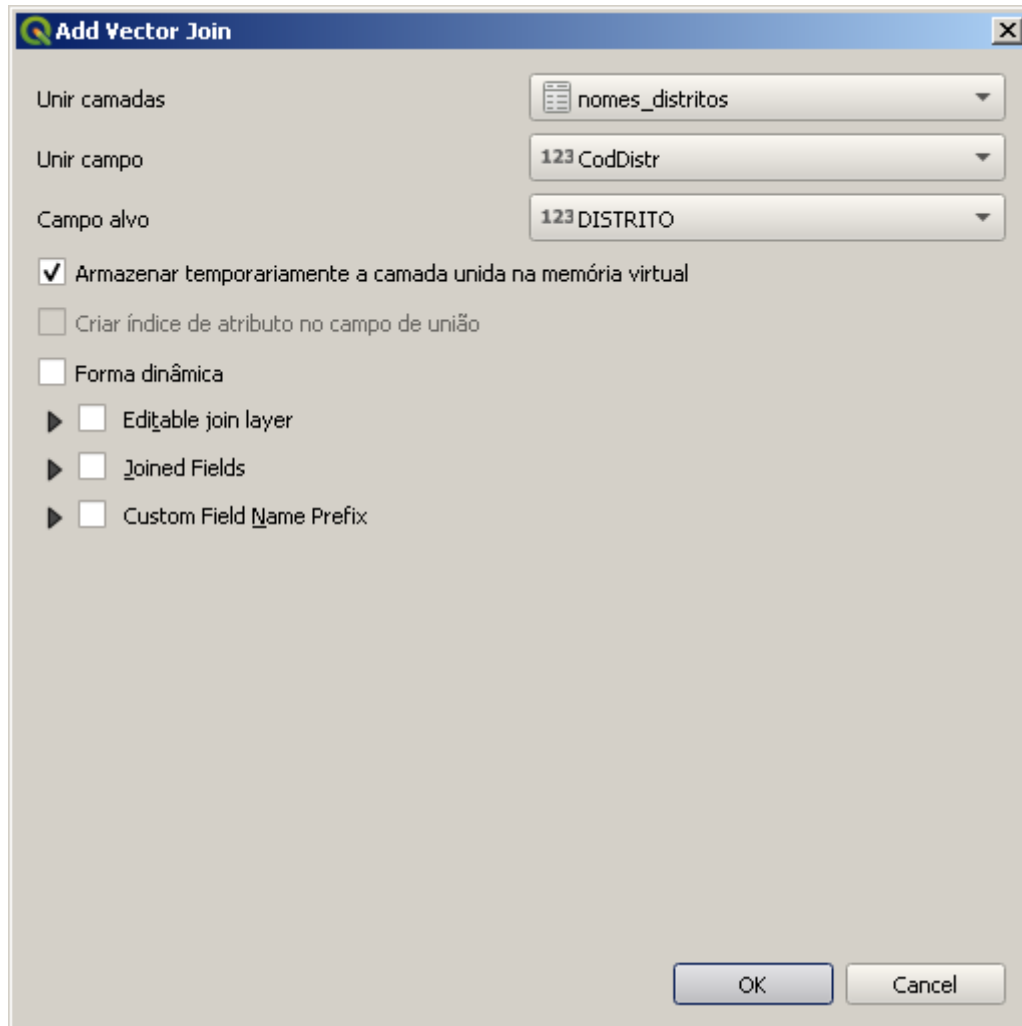 Add Vector Join
Unir camadas nomes_distritos
Unir campo 123 CodDistr
Campo alvo 123 DISTRITO
Armazenar temporariamente a camada unida na memória virtual
Criar índice de atributo no campo de união
Forma dinâmica
Editable join layer
Joined Fields
Custom Field Name Prefix
OK Cancel